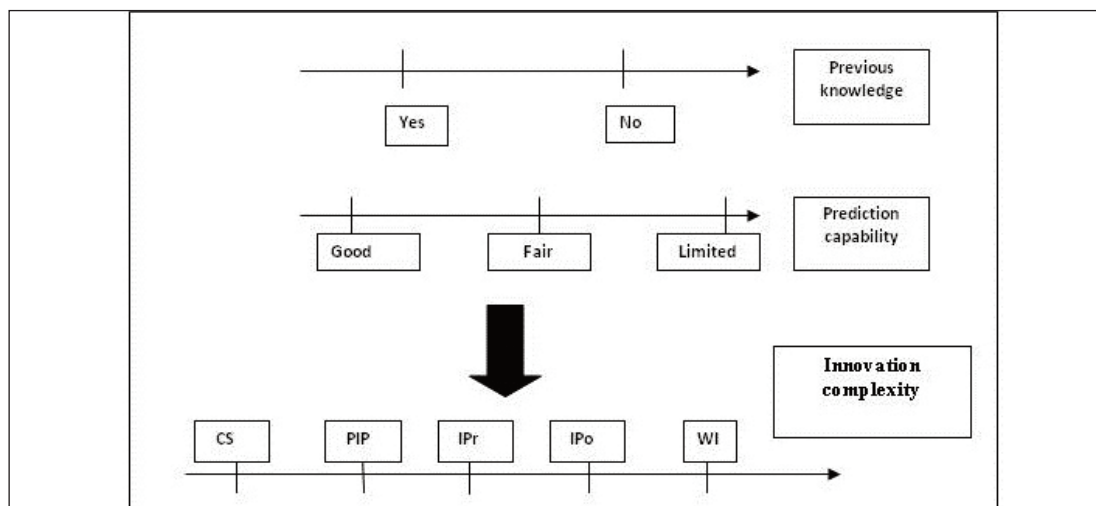 Previous
knowledge
Yes
No
Prediction
capability
Good
Fair
Limited
Innovation
complexity
CS
PIP
IPr
IPo
WI